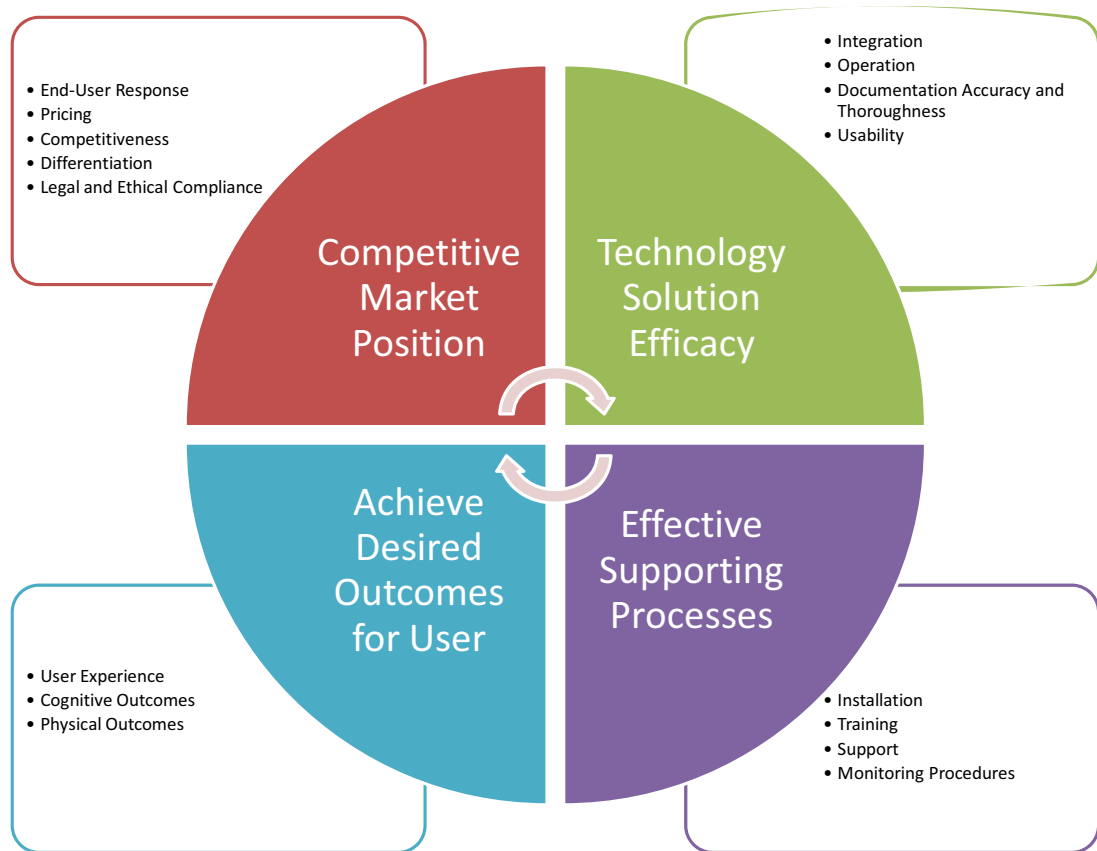 • End-User Response
• Pricing
• Competitiveness
• Differentiation
• Legal and Ethical Compliance
• Integration
• Operation
• Documentation Accuracy and
Thoroughness
• Usability
Competitive
Market
Position
Technology
Solution
Efficacy
Achieve
Desired
Outcomes
for User
Effective
Supporting
Processes
• User Experience
• Cognitive Outcomes
• Physical Outcomes
• Installation
• Training
• Support
• Monitoring Procedures